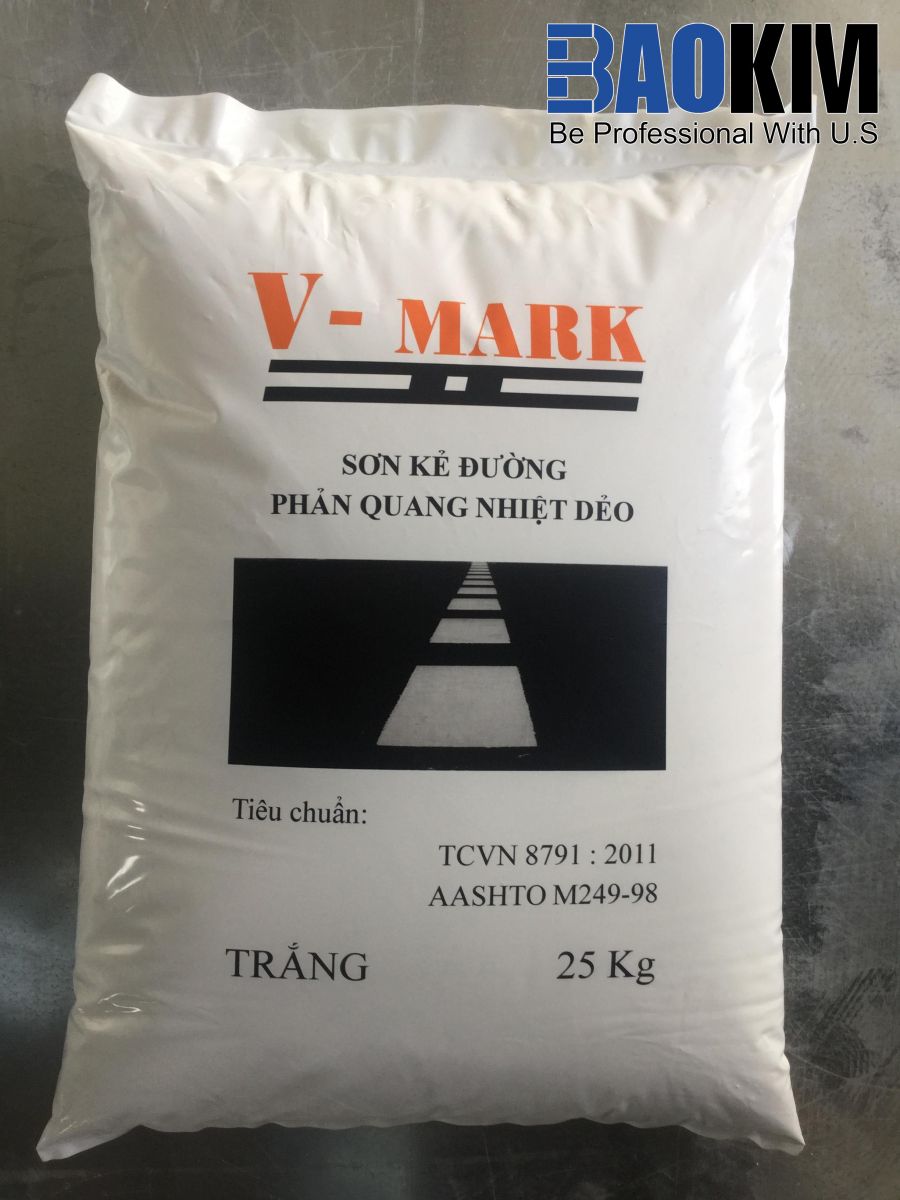 BAOKIM
Be Professional With U.S
V- MARK
SƠN KẺ ĐƯỜNG
PHẢN QUANG NHIỆT DẺO
Tiêu chuẩn:
TCVN 8791 : 2011
AASHTO M249-98
TRẮNG 25 Kg